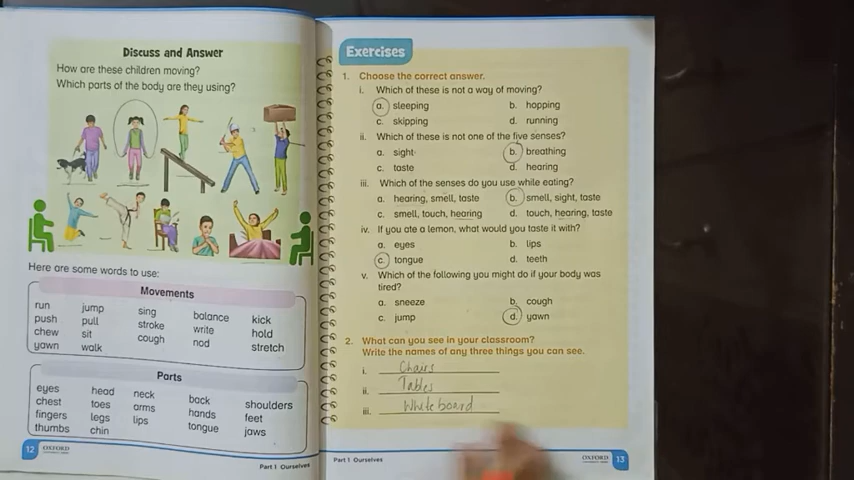 Discuss and Answer
How are these children moving?
Which parts of the body are they using?
Here are some words to use:
Movements
run jump sing balance kick
push pull stroke write hold
chew sit cough nod stretch
yawn walk
Parts
eyes head neck back shoulders
chest toes arms hands feet
fingers legs lips tongue jaws
thumbs chin
12 OXFORD
Part 1 Ourselves
Exercises
1. Choose the correct answer.
i. Which of these is not a way of moving?
a. sleeping b. hopping
c. skipping d. running
ii. Which of these is not one of the five senses?
a. sight b. breathing
c. taste d. hearing
iii. Which of the senses do you use while eating?
a. hearing, smell, taste b. smell, sight, taste
c. smell, touch, hearing d. touch, hearing, taste
iv. If you ate a lemon, what would you taste it with?
a. eyes b. lips
c. tongue d. teeth
v. Which of the following you might do if your body was
tired?
a. sneeze b. cough
c. jump d. yawn
2. What can you see in your classroom?
Write the names of any three things you can see.
i. Chairs
ii. Tables
iii. Whiteboard
Part 1 Ourselves
OXFORD 13